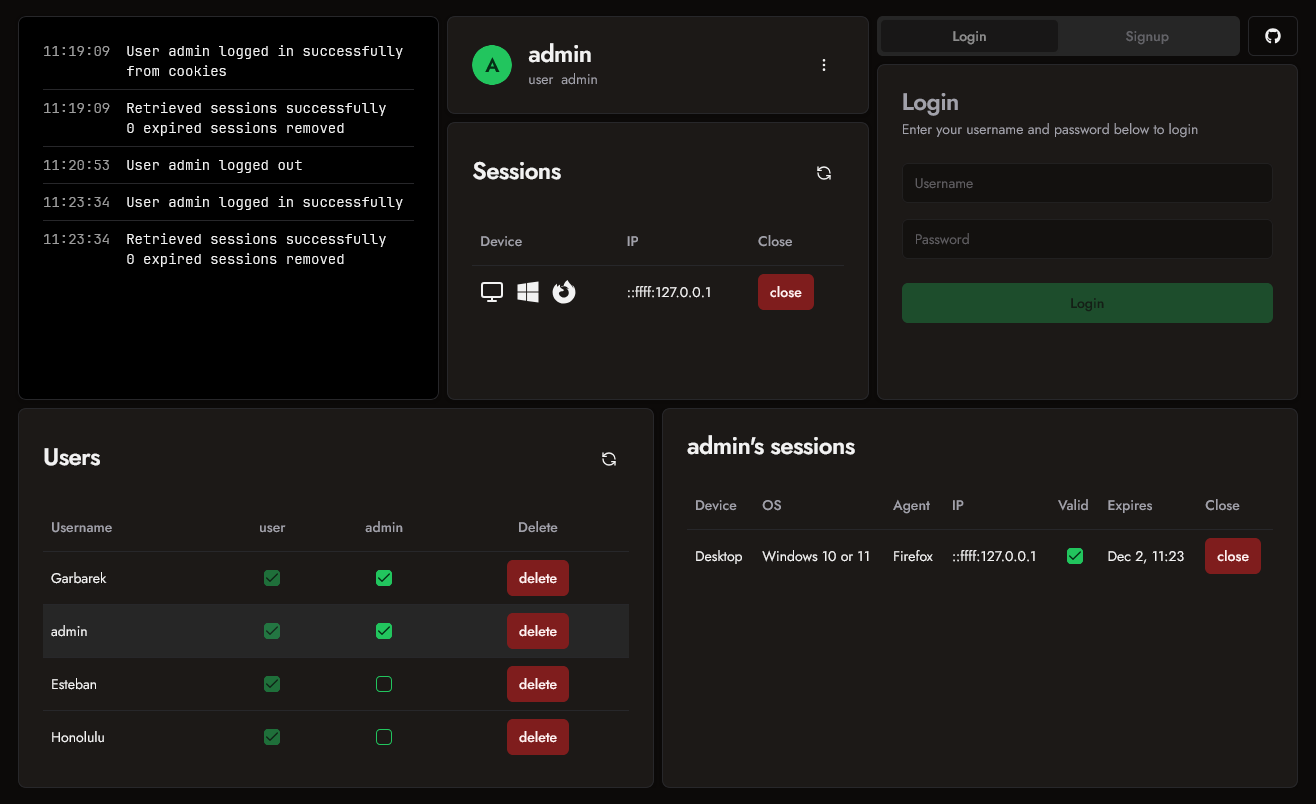 11:19:09 User admin logged in successfully
from cookies
11:19:09 Retrieved sessions successfully
0 expired sessions removed
11:20:53 User admin logged out
11:23:34 User admin logged in successfully
11:23:34 Retrieved sessions successfully
0 expired sessions removed
A
admin
user admin
Sessions
Device IP Close
::ffff:127.0.0.1 close
Login Signup
Login
Enter your username and password below to login
Username
Password
Login
Users
Username user admin Delete
Garbarek delete
admin delete
Esteban delete
Honolulu delete
admin's sessions
Device OS Agent IP Valid Expires Close
Desktop Windows 10 or 11 Firefox ::ffff:127.0.0.1 Dec 2, 11:23 close